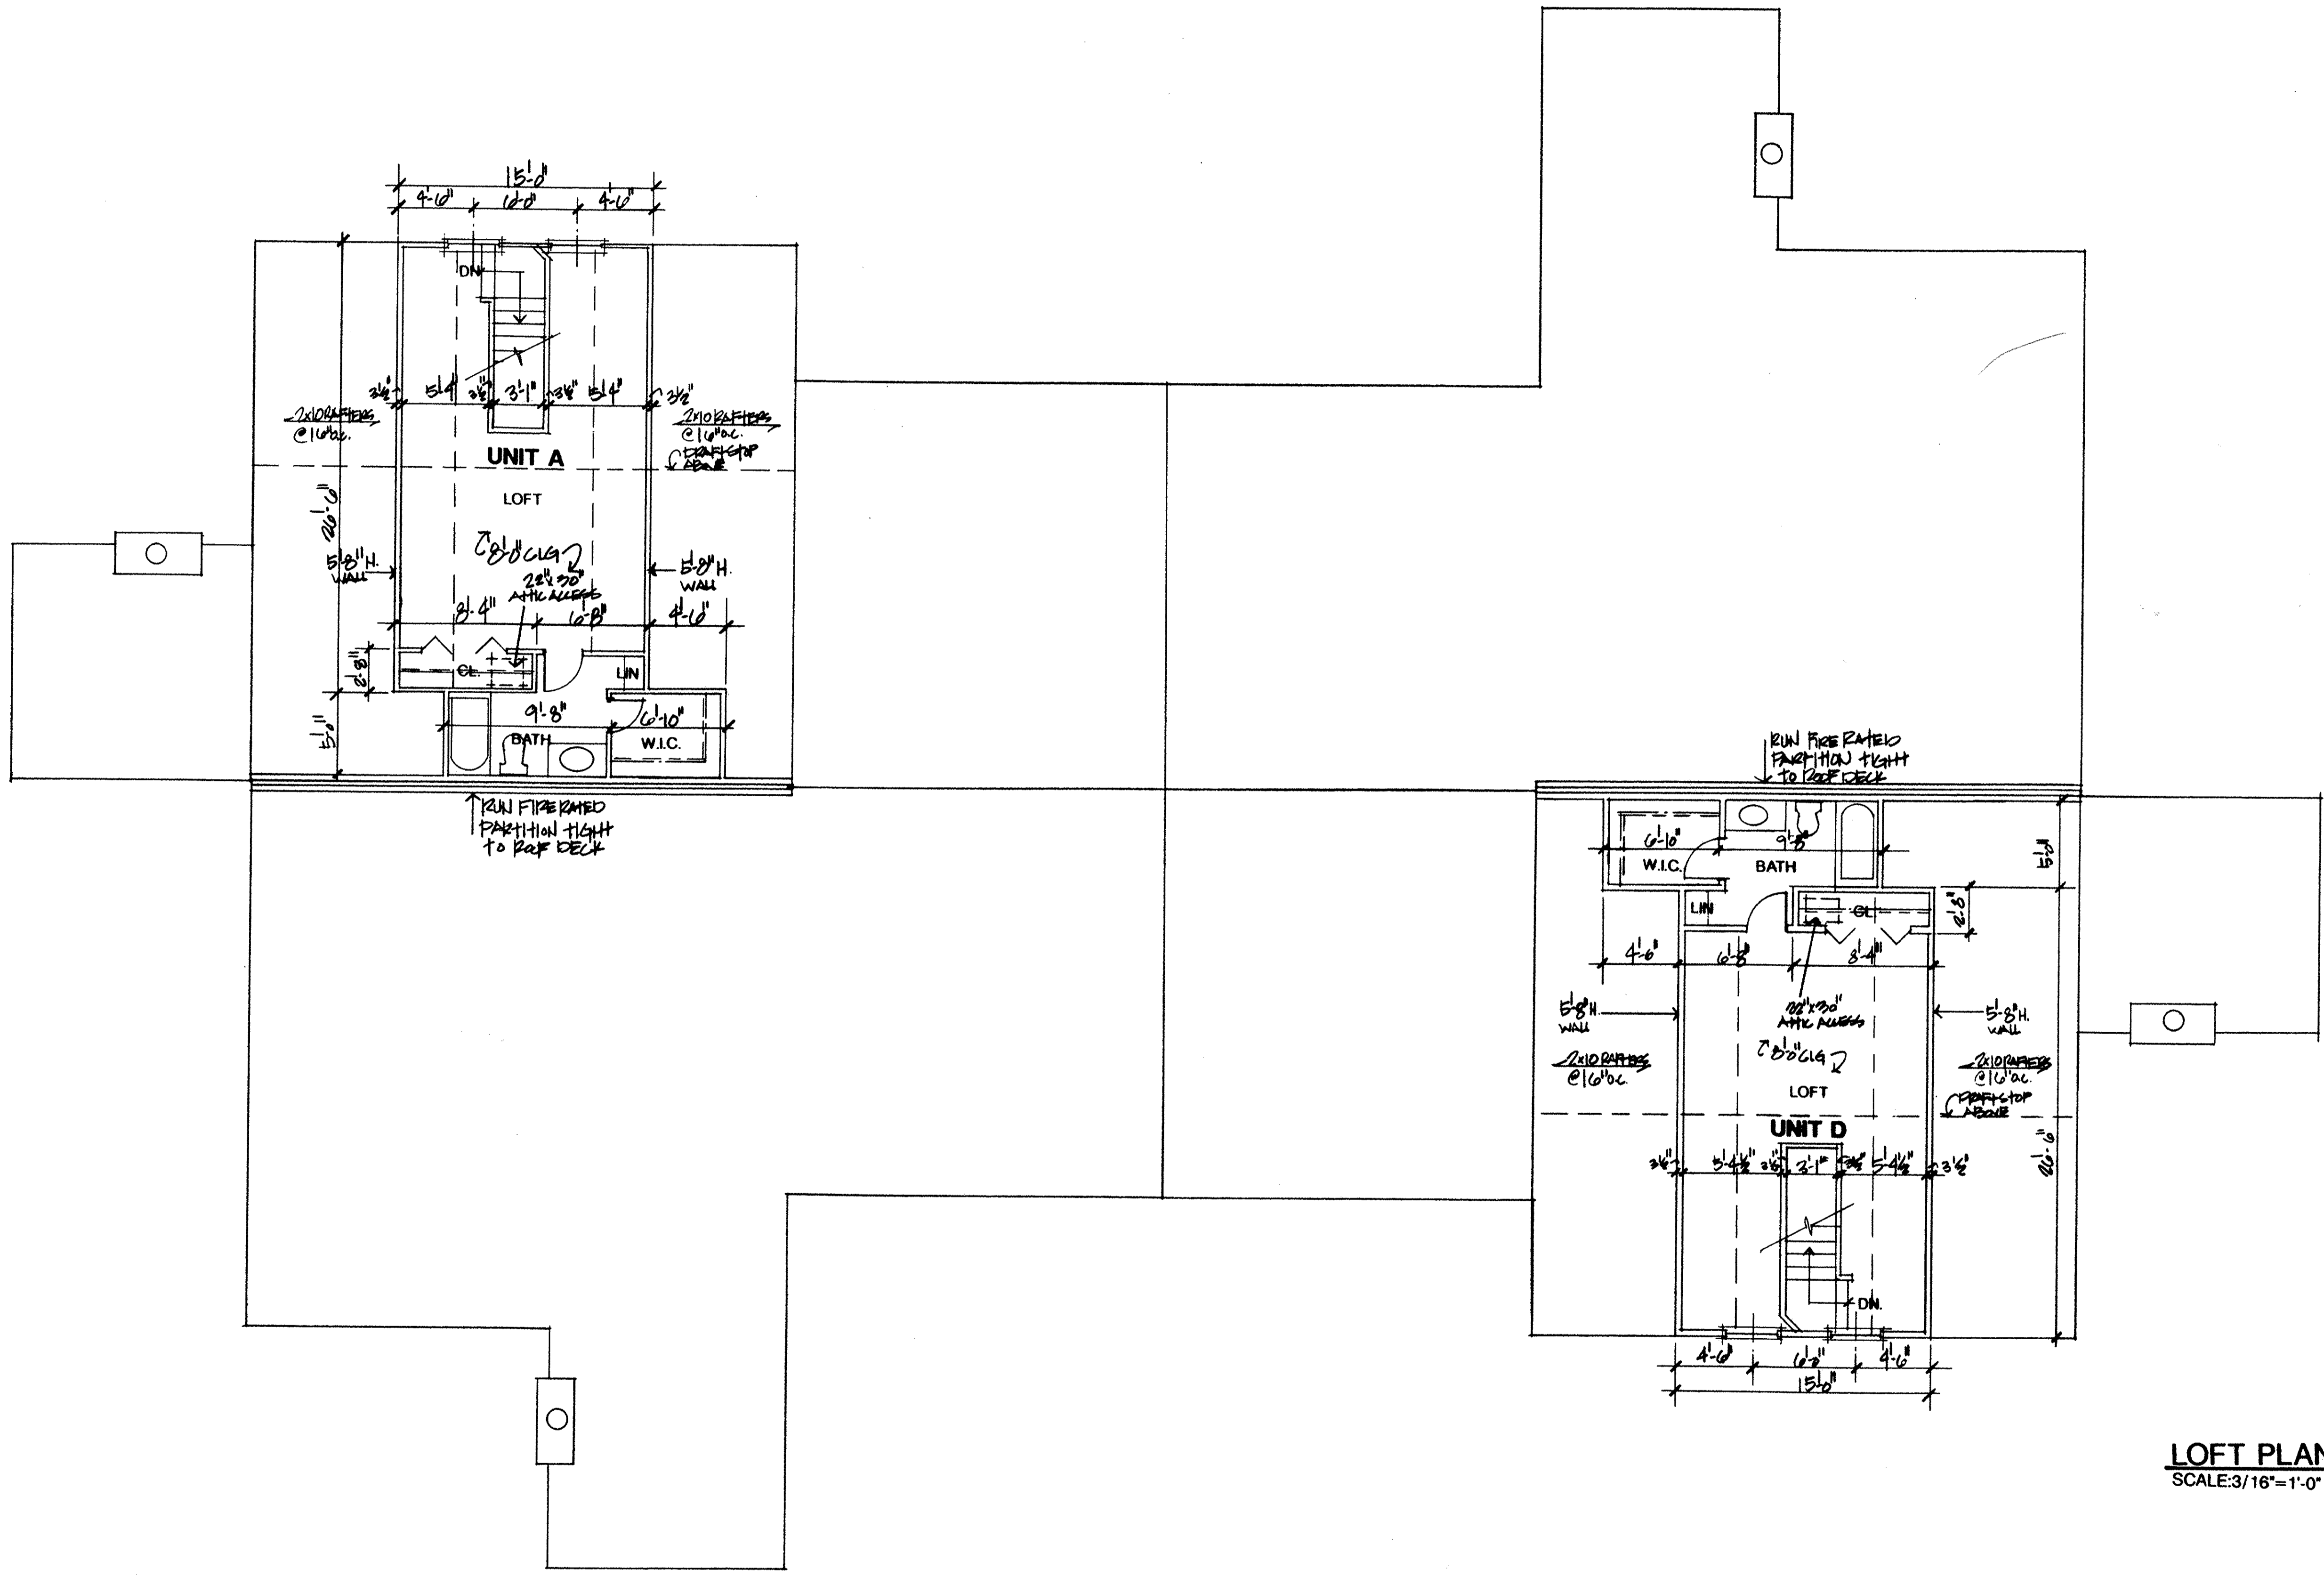 15'-0"
4'-6" 6'-0" 4'-6"
DN
3½" 5'-4" 3½" 3'-1" 3½" 5'-4" 3½"
2x10 RAFTERS
@16"o.c.
2x10 RAFTERS
@16"o.c.
DRAFTSTOP
ABOVE
UNIT A
LOFT
26'-6"
8'-0" CLG
5'-8" H.
WALL
5'-8" H.
WALL
22"x30"
ATTIC ACCESS
8'-4" 6'-8" 4'-6"
2'-8"
CL.
LIN
5'-0"
9'-8" 6'-10"
BATH
W.I.C.
RUN FIRE RATED
PARTITION TIGHT
TO ROOF DECK
RUN FIRE RATED
PARTITION TIGHT
TO ROOF DECK
6'-10" 9'-8"
W.I.C.
BATH
5'-0"
LIN
CL.
2'-8"
4'-6" 6'-8" 8'-4"
5'-8" H.
WALL
22"x30"
ATTIC ACCESS
5'-8" H.
WALL
8'-0" CLG
2x10 RAFTERS
@16"o.c.
2x10 RAFTERS
@16"o.c.
LOFT
DRAFTSTOP
ABOVE
UNIT D
26'-6"
3½" 5'-4½" 3½" 3'-1" 3½" 5'-4½" 3½"
DN.
4'-6" 6'-0" 4'-6"
15'-0"
LOFT PLAN
SCALE:3/16"=1'-0"